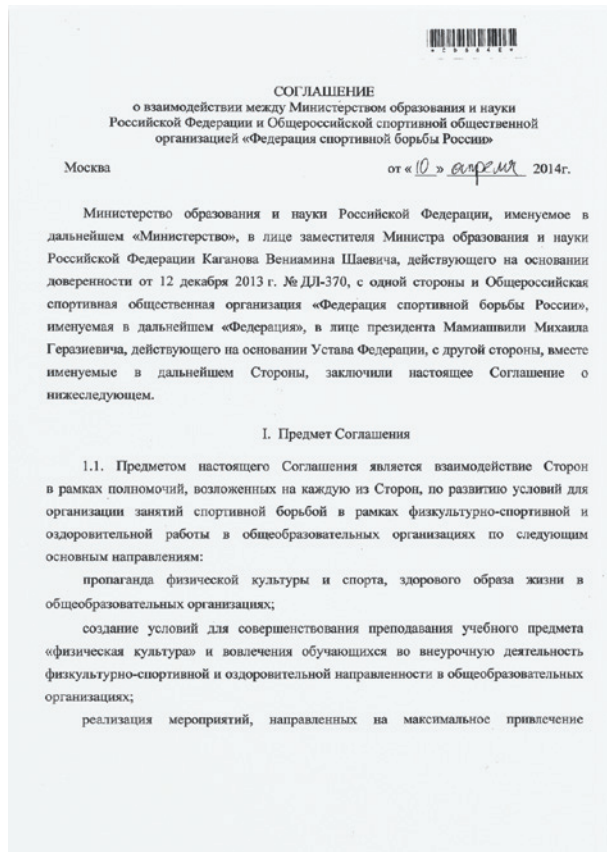 СОГЛАШЕНИЕ
о взаимодействии между Министерством образования и науки
Российской Федерации и Общероссийской спортивной общественной
организацией «Федерация спортивной борьбы России»
Москва от «10» апреля 2014г.
Министерство образования и науки Российской Федерации, именуемое в
дальнейшем «Министерство», в лице заместителя Министра образования и науки
Российской Федерации Каганова Вениамина Шаевича, действующего на основании
доверенности от 12 декабря 2013 г. № ДЛ-370, с одной стороны и Общероссийская
спортивная общественная организация «Федерация спортивной борьбы России»,
именуемая в дальнейшем «Федерация», в лице президента Мамиашвили Михаила
Геразиевича, действующего на основании Устава Федерации, с другой стороны, вместе
именуемые в дальнейшем Стороны, заключили настоящее Соглашение о
нижеследующем.
I. Предмет Соглашения
1.1. Предметом настоящего Соглашения является взаимодействие Сторон
в рамках полномочий, возложенных на каждую из Сторон, по развитию условий для
организации занятий спортивной борьбой в рамках физкультурно-спортивной и
оздоровительной работы в общеобразовательных организациях по следующим
основным направлениям:
пропаганда физической культуры и спорта, здорового образа жизни в
общеобразовательных организациях;
создание условий для совершенствования преподавания учебного предмета
«физическая культура» и вовлечения обучающихся во внеурочную деятельность
физкультурно-спортивной и оздоровительной направленности в общеобразовательных
организациях;
реализация мероприятий, направленных на максимальное привлечение